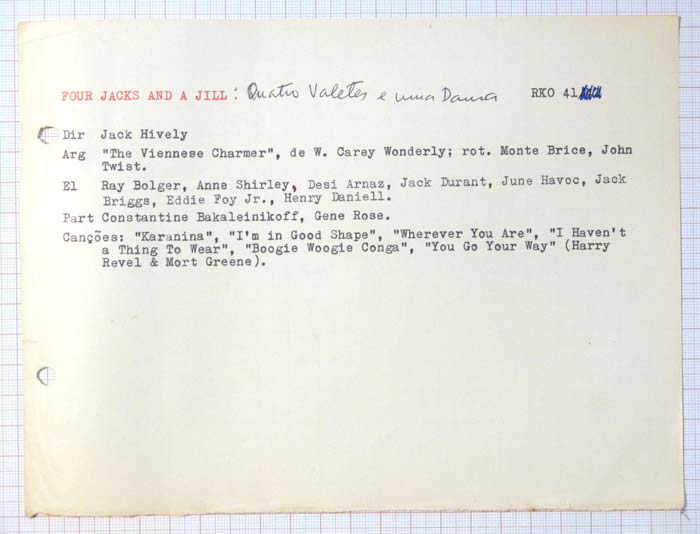 FOUR JACKS AND A JILL: Quatro Valetes e uma Dama RKO 41
Dir Jack Hively
Arg "The Viennese Charmer", de W. Carey Wonderly; rot. Monte Brice, John
Twist.
El Ray Bolger, Anne Shirley, Desi Arnaz, Jack Durant, June Havoc, Jack
Briggs, Eddie Foy Jr., Henry Daniell.
Part Constantine Bakaleinikoff, Gene Rose.
Canções: "Karanina", "I'm in Good Shape", "Wherever You Are", "I Haven't
a Thing To Wear", "Boogie Woogie Conga", "You Go Your Way" (Harry
Revel & Mort Greene).